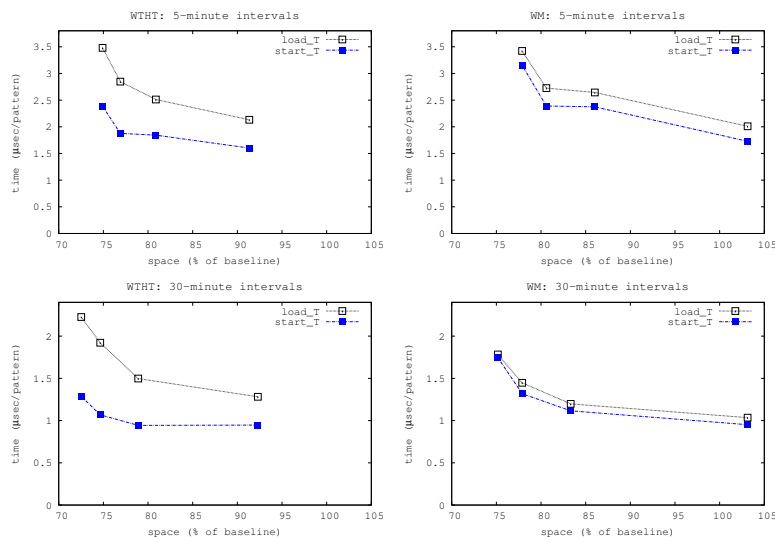 WTHT: 5-minute intervals
load_T
start_T
time (µsec/pattern)
3.5
3
2.5
2
1.5
1
0.5
0
70 75 80 85 90 95 100 105
space (% of baseline)
WM: 5-minute intervals
load_T
start_T
time (µsec/pattern)
3.5
3
2.5
2
1.5
1
0.5
0
70 75 80 85 90 95 100 105
space (% of baseline)
WTHT: 30-minute intervals
load_T
start_T
time (µsec/pattern)
2
1.5
1
0.5
0
70 75 80 85 90 95 100 105
space (% of baseline)
WM: 30-minute intervals
load_T
start_T
time (µsec/pattern)
2
1.5
1
0.5
0
70 75 80 85 90 95 100 105
space (% of baseline)